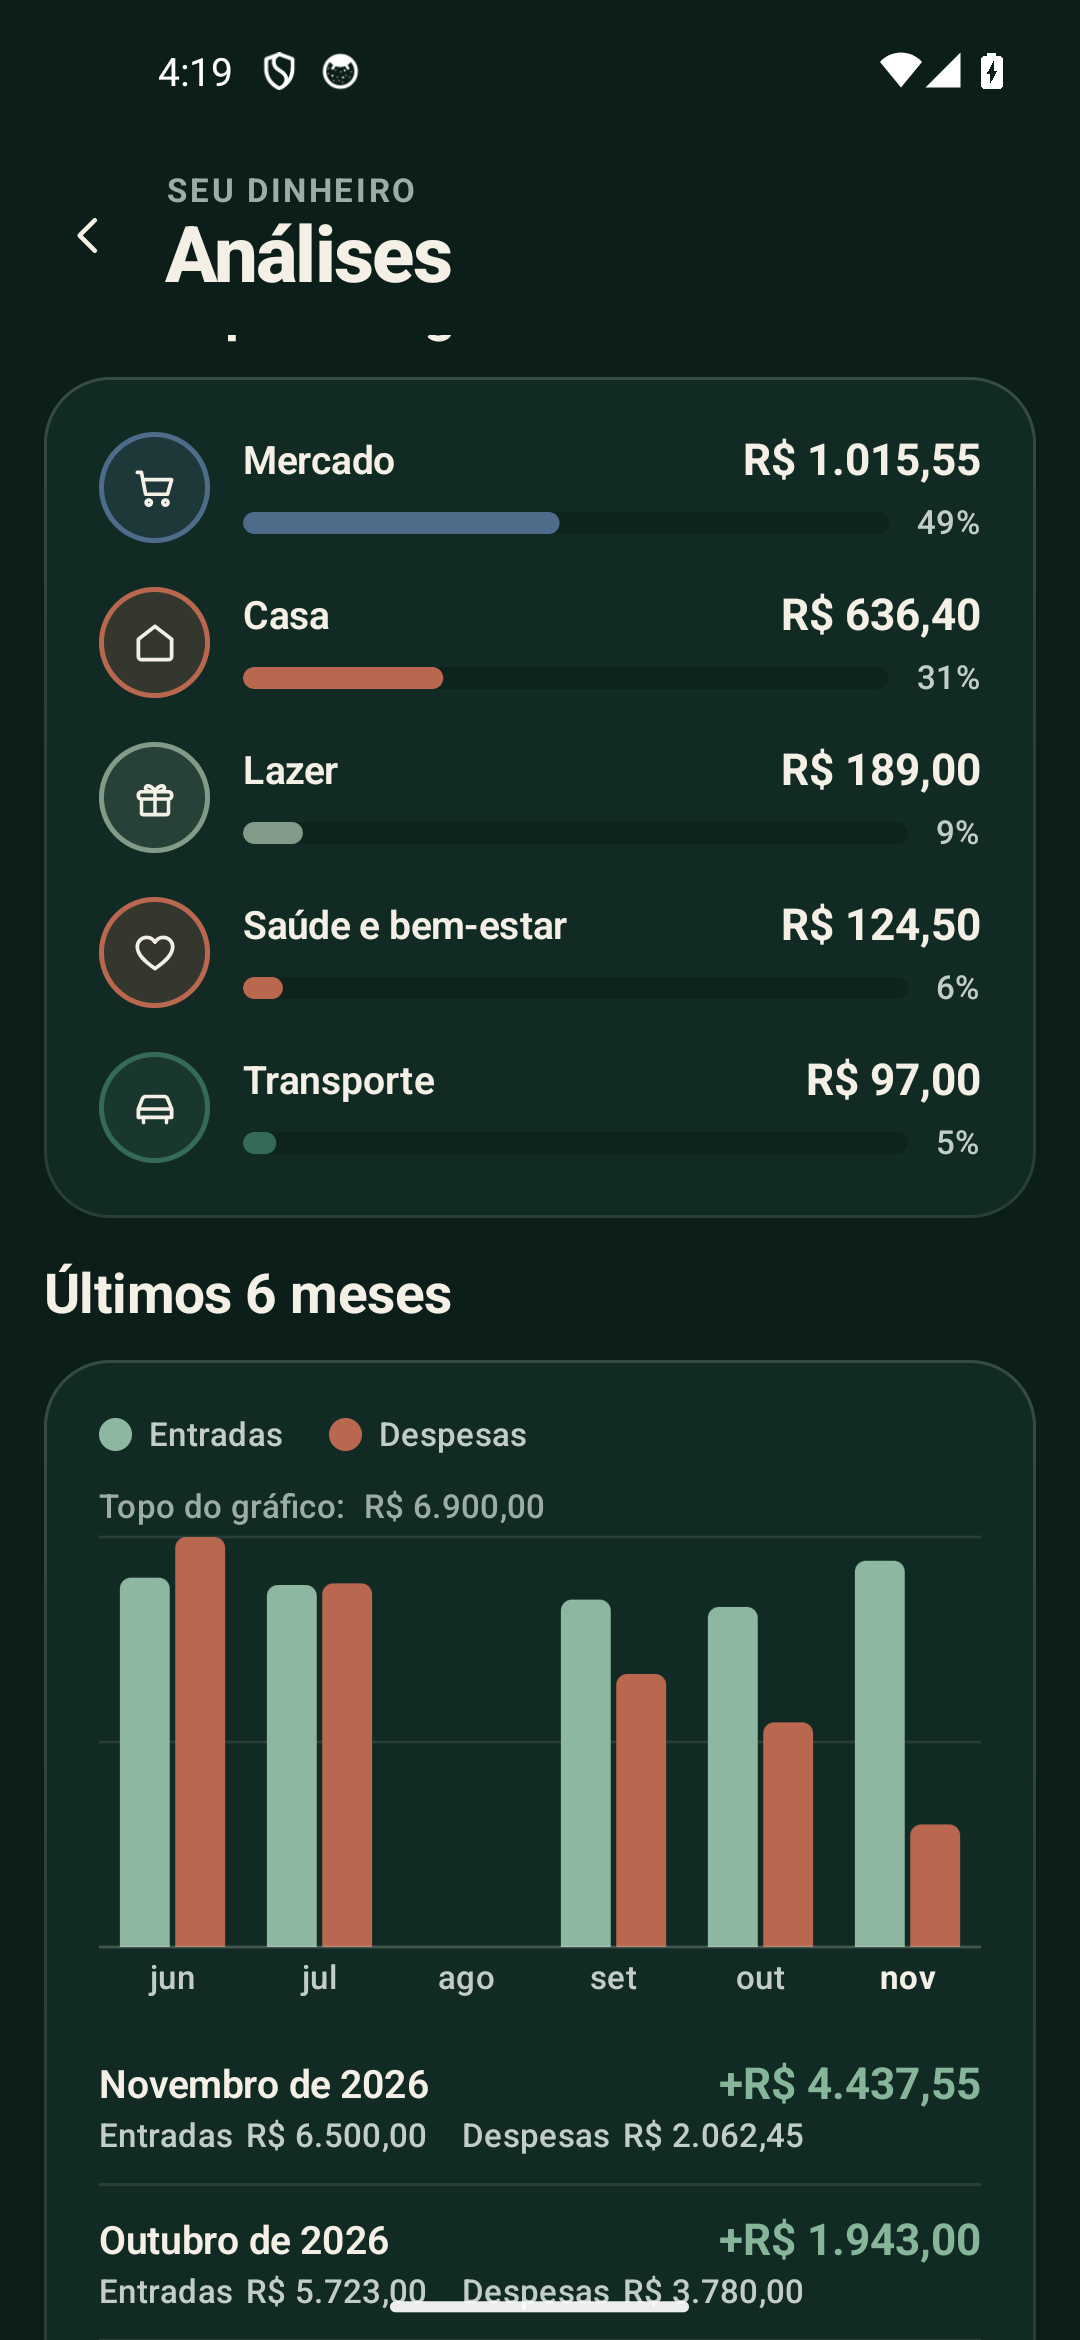 4:19
SEU DINHEIRO
Análises
Mercado R$ 1.015,55
49%
Casa R$ 636,40
31%
Lazer R$ 189,00
9%
Saúde e bem-estar R$ 124,50
6%
Transporte R$ 97,00
5%
Últimos 6 meses
Entradas Despesas
Topo do gráfico: R$ 6.900,00
jun jul ago set out nov
Novembro de 2026 +R$ 4.437,55
Entradas R$ 6.500,00 Despesas R$ 2.062,45
Outubro de 2026 +R$ 1.943,00
Entradas R$ 5.723,00 Despesas R$ 3.780,00